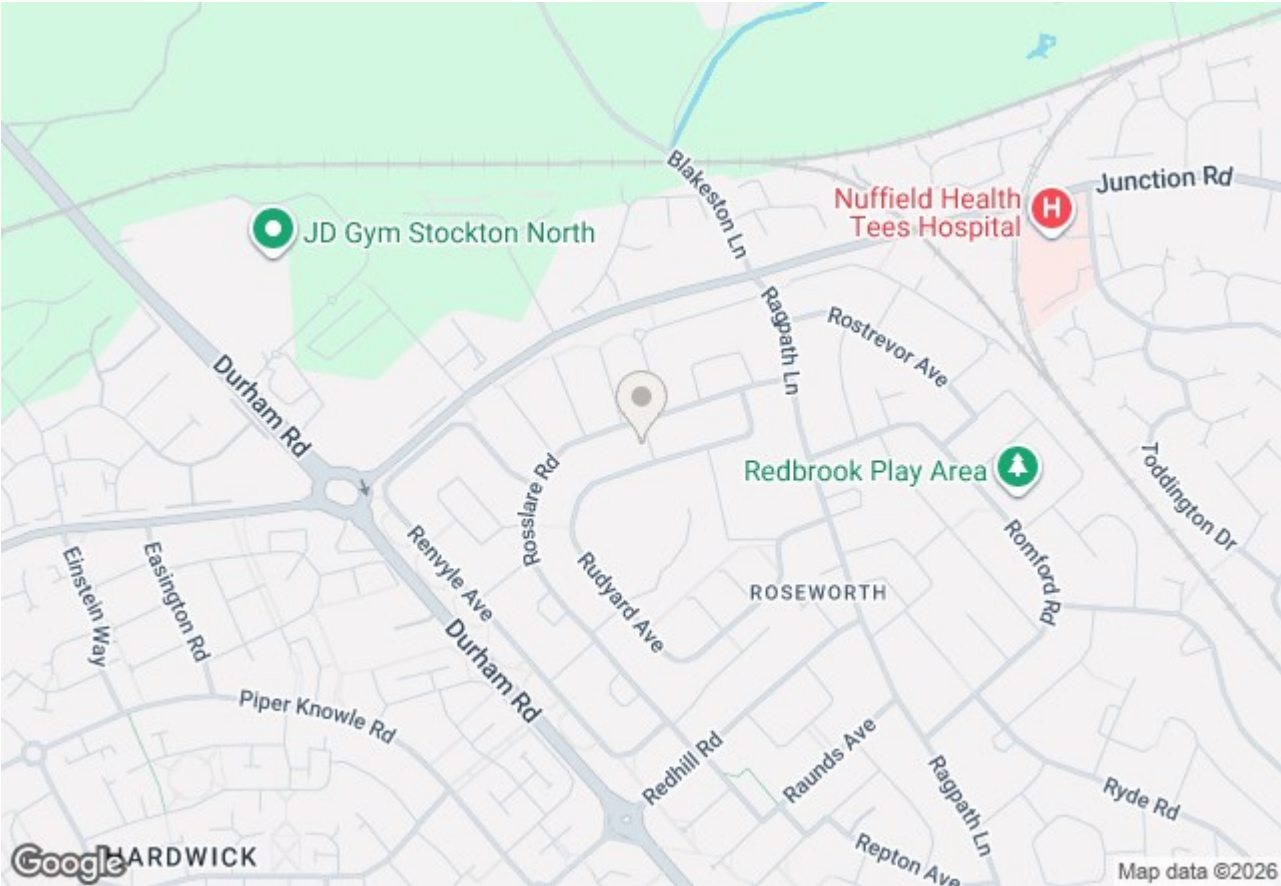 Blakeston Ln
Junction Rd
Nuffield Health
Tees Hospital
H
JD Gym Stockton North
Ragpath Ln
Rostrevor Ave
Durham Rd
Redbrook Play Area
Toddington Dr
Rosslare Rd
Renvyle Ave
Rudyard Ave
Romford Rd
ROSEWORTH
Einstein Way
Easington Rd
Durham Rd
Piper Knowle Rd
Redhill Rd
Raunds Ave
Ragpath Ln
Ryde Rd
Repton Ave
HARDWICK
Google
Map data ©2026